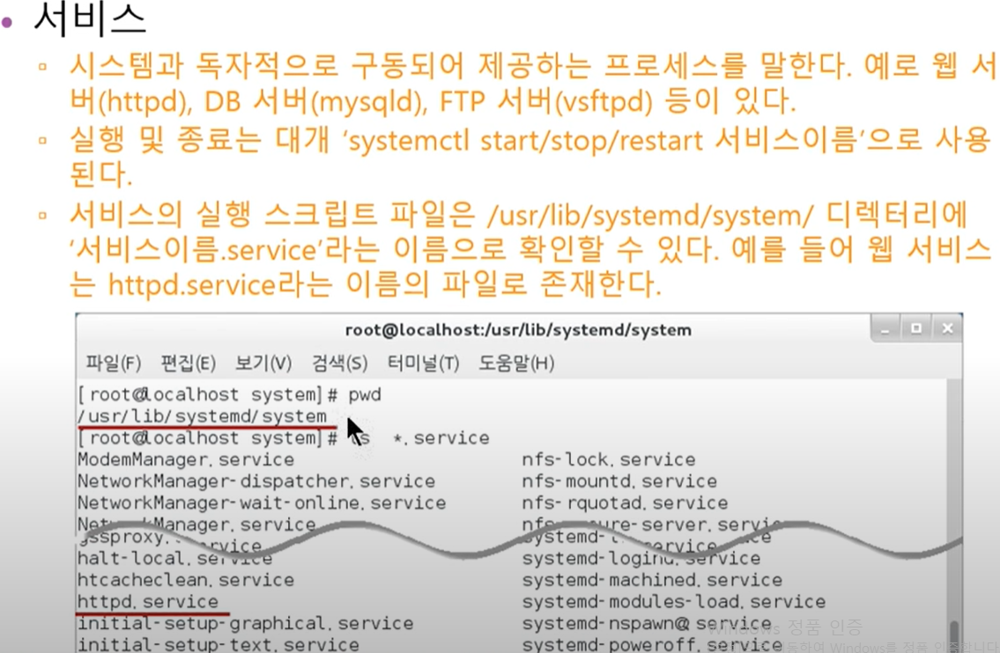 서비스
시스템과 독자적으로 구동되어 제공하는 프로세스를 말한다. 예로 웹 서
버(httpd), DB 서버(mysqld), FTP 서버(vsftpd) 등이 있다.
실행 및 종료는 대개 ‘systemctl start/stop/restart 서비스이름’으로 사용
된다.
서비스의 실행 스크립트 파일은 /usr/lib/systemd/system/ 디렉터리에
‘서비스이름.service’라는 이름으로 확인할 수 있다. 예를 들어 웹 서비스
는 httpd.service라는 이름의 파일로 존재한다.
root@localhost:/usr/lib/systemd/system
파일(F) 편집(E) 보기(V) 검색(S) 터미널(T) 도움말(H)
[root@localhost system]# pwd
/usr/lib/systemd/system
[root@localhost system]# ls *.service
ModemManager.service nfs-lock.service
NetworkManager-dispatcher.service nfs-mountd.service
NetworkManager-wait-online.service nfs-rquotad.service
NetworkManager.service
gssproxy.
halt-local.service systemd-logind.service
htcacheclean.service systemd-machined.service
httpd.service systemd-modules-load.service
initial-setup-graphical.service systemd-nspawn@.service
initial-setup-text.service systemd-poweroff.service
Windows 정품 인증
이동하여 Windows를 정품 인증합니다